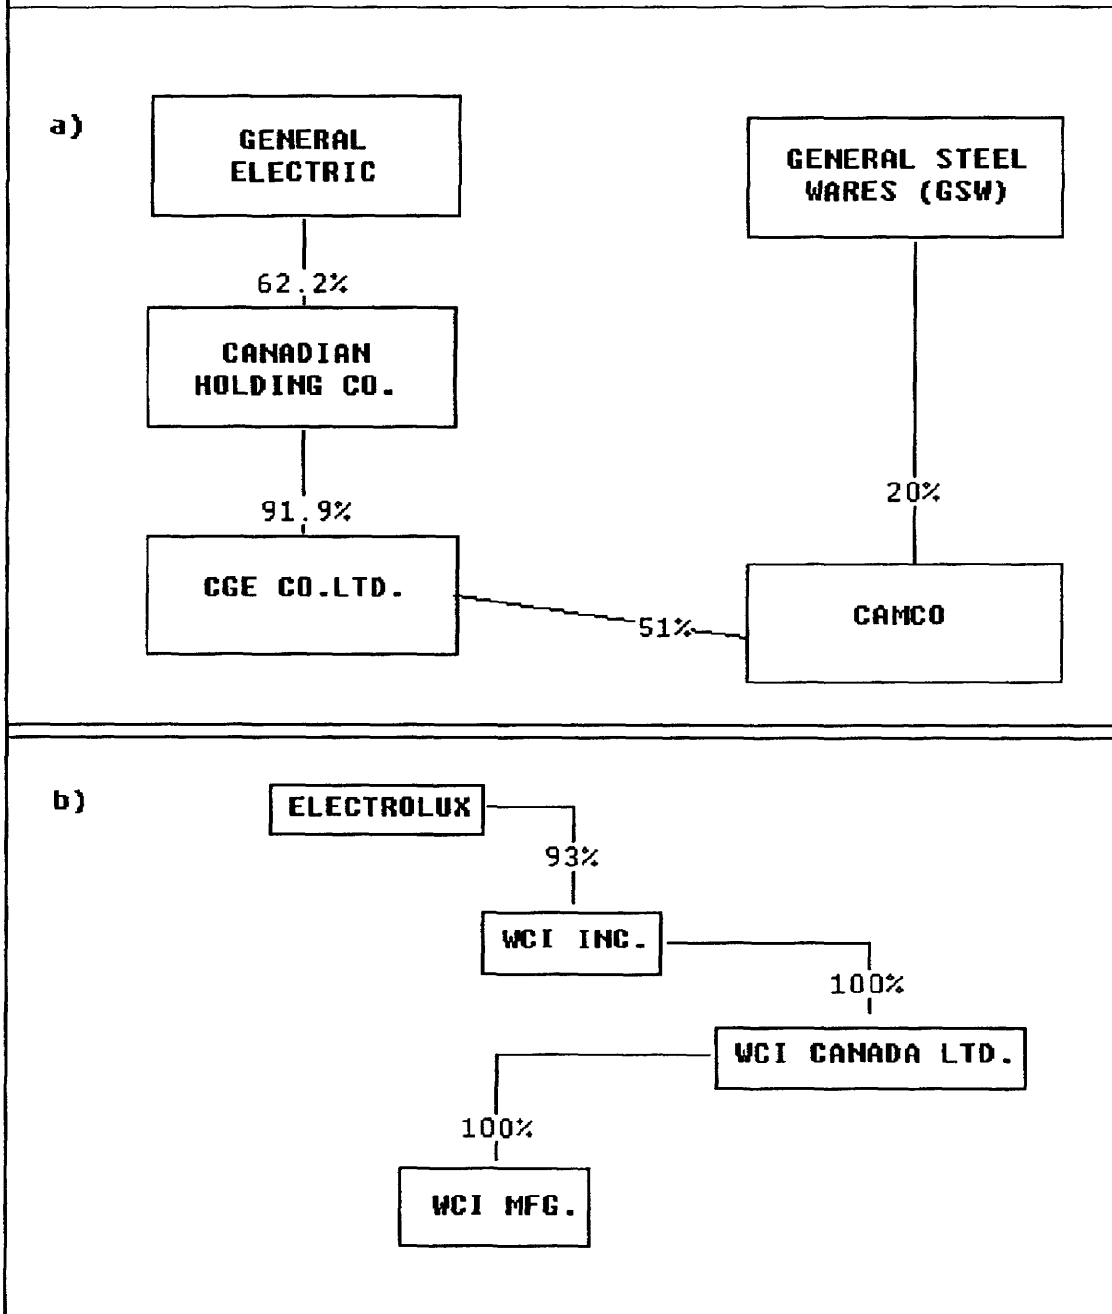 a)
GENERAL
ELECTRIC
GENERAL STEEL
WARES (GSW)
62.2%
CANADIAN
HOLDING CO.
91.9%
20%
CGE CO.LTD.
51%
CAMCO
b)
ELECTROLUX
93%
WCI INC.
100%
WCI CANADA LTD.
100%
WCI MFG.